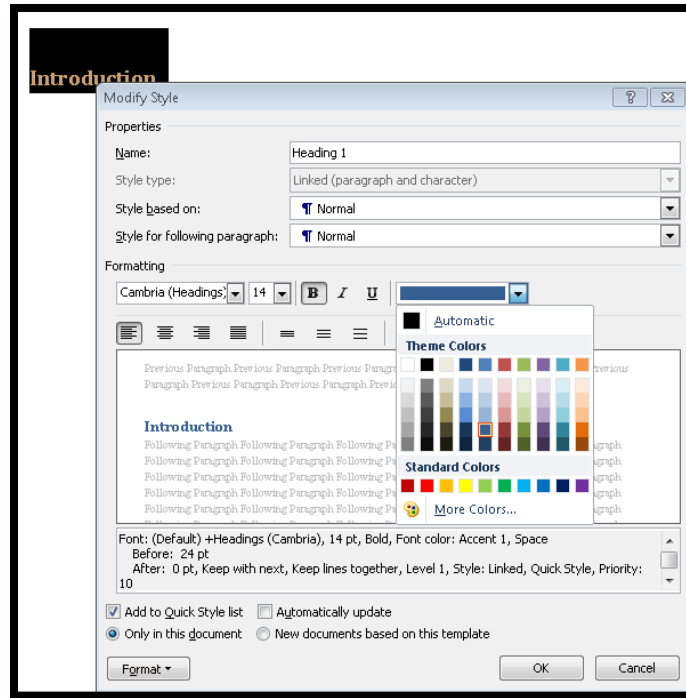 Introduction
Modify Style
Properties
Name: Heading 1
Style type: Linked (paragraph and character)
Style based on: ¶ Normal
Style for following paragraph: ¶ Normal
Formatting
Cambria (Headings) 14 B I U
Automatic
Theme Colors
Previous Paragraph Previous Paragraph Previous
Paragraph Previous Paragraph Previous Paragraph
Introduction
Following Paragraph Following Paragraph Following
Following Paragraph Following Paragraph Following
Following Paragraph Following Paragraph Following
Following Paragraph Following Paragraph Following
Following Paragraph Following Paragraph Following
Standard Colors
More Colors...
Font: (Default) +Headings (Cambria), 14 pt, Bold, Font color: Accent 1, Space
Before: 24 pt
After: 0 pt, Keep with next, Keep lines together, Level 1, Style: Linked, Quick Style, Priority:
10
Add to Quick Style list Automatically update
Only in this document New documents based on this template
Format OK Cancel